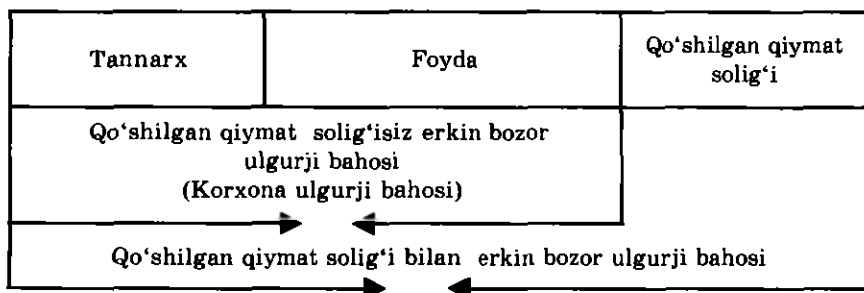 Tannarx
Foyda
Qo‘shilgan qiymat
solig‘i
Qo‘shilgan qiymat solig‘isiz erkin bozor
ulgurji bahosi
(Korxona ulgurji bahosi)
Qo‘shilgan qiymat solig‘i bilan erkin bozor ulgurji bahosi